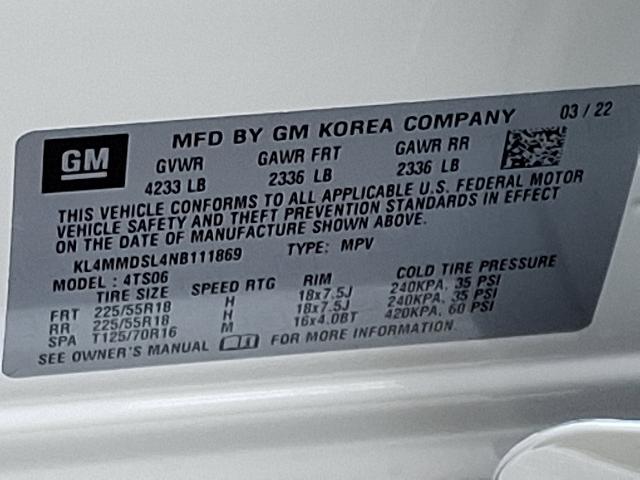 GM
MFD BY GM KOREA COMPANY 03 / 22
GVWR GAWR FRT GAWR RR
4233 LB 2336 LB 2336 LB
THIS VEHICLE CONFORMS TO ALL APPLICABLE U.S. FEDERAL MOTOR
VEHICLE SAFETY AND THEFT PREVENTION STANDARDS IN EFFECT
ON THE DATE OF MANUFACTURE SHOWN ABOVE.
KL4MMDSL4NB111869 TYPE: MPV
MODEL : 4TS06
TIRE SIZE SPEED RTG RIM COLD TIRE PRESSURE
FRT 225/55R18 H 18x7.5J 240KPA, 35 PSI
RR 225/55R18 H 18x7.5J 240KPA, 35 PSI
SPA T125/70R16 M 16x4.0BT 420KPA, 60 PSI
SEE OWNER'S MANUAL FOR MORE INFORMATION.